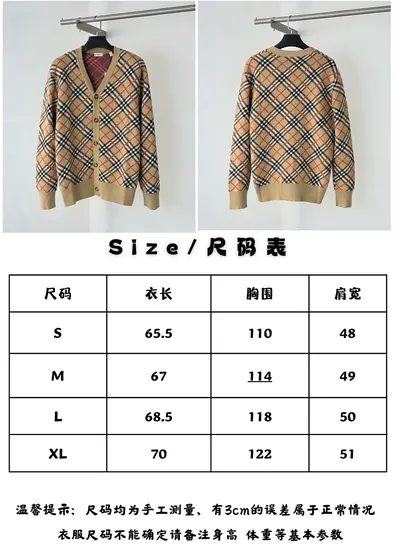 Size/尺码表
尺码 衣长 胸围 肩宽
S 65.5 110 48
M 67 114 49
L 68.5 118 50
XL 70 122 51
温馨提示：尺码均为手工测量、有3cm的误差属于正常情况
衣服尺码不能确定请备注身高 体重等基本参数